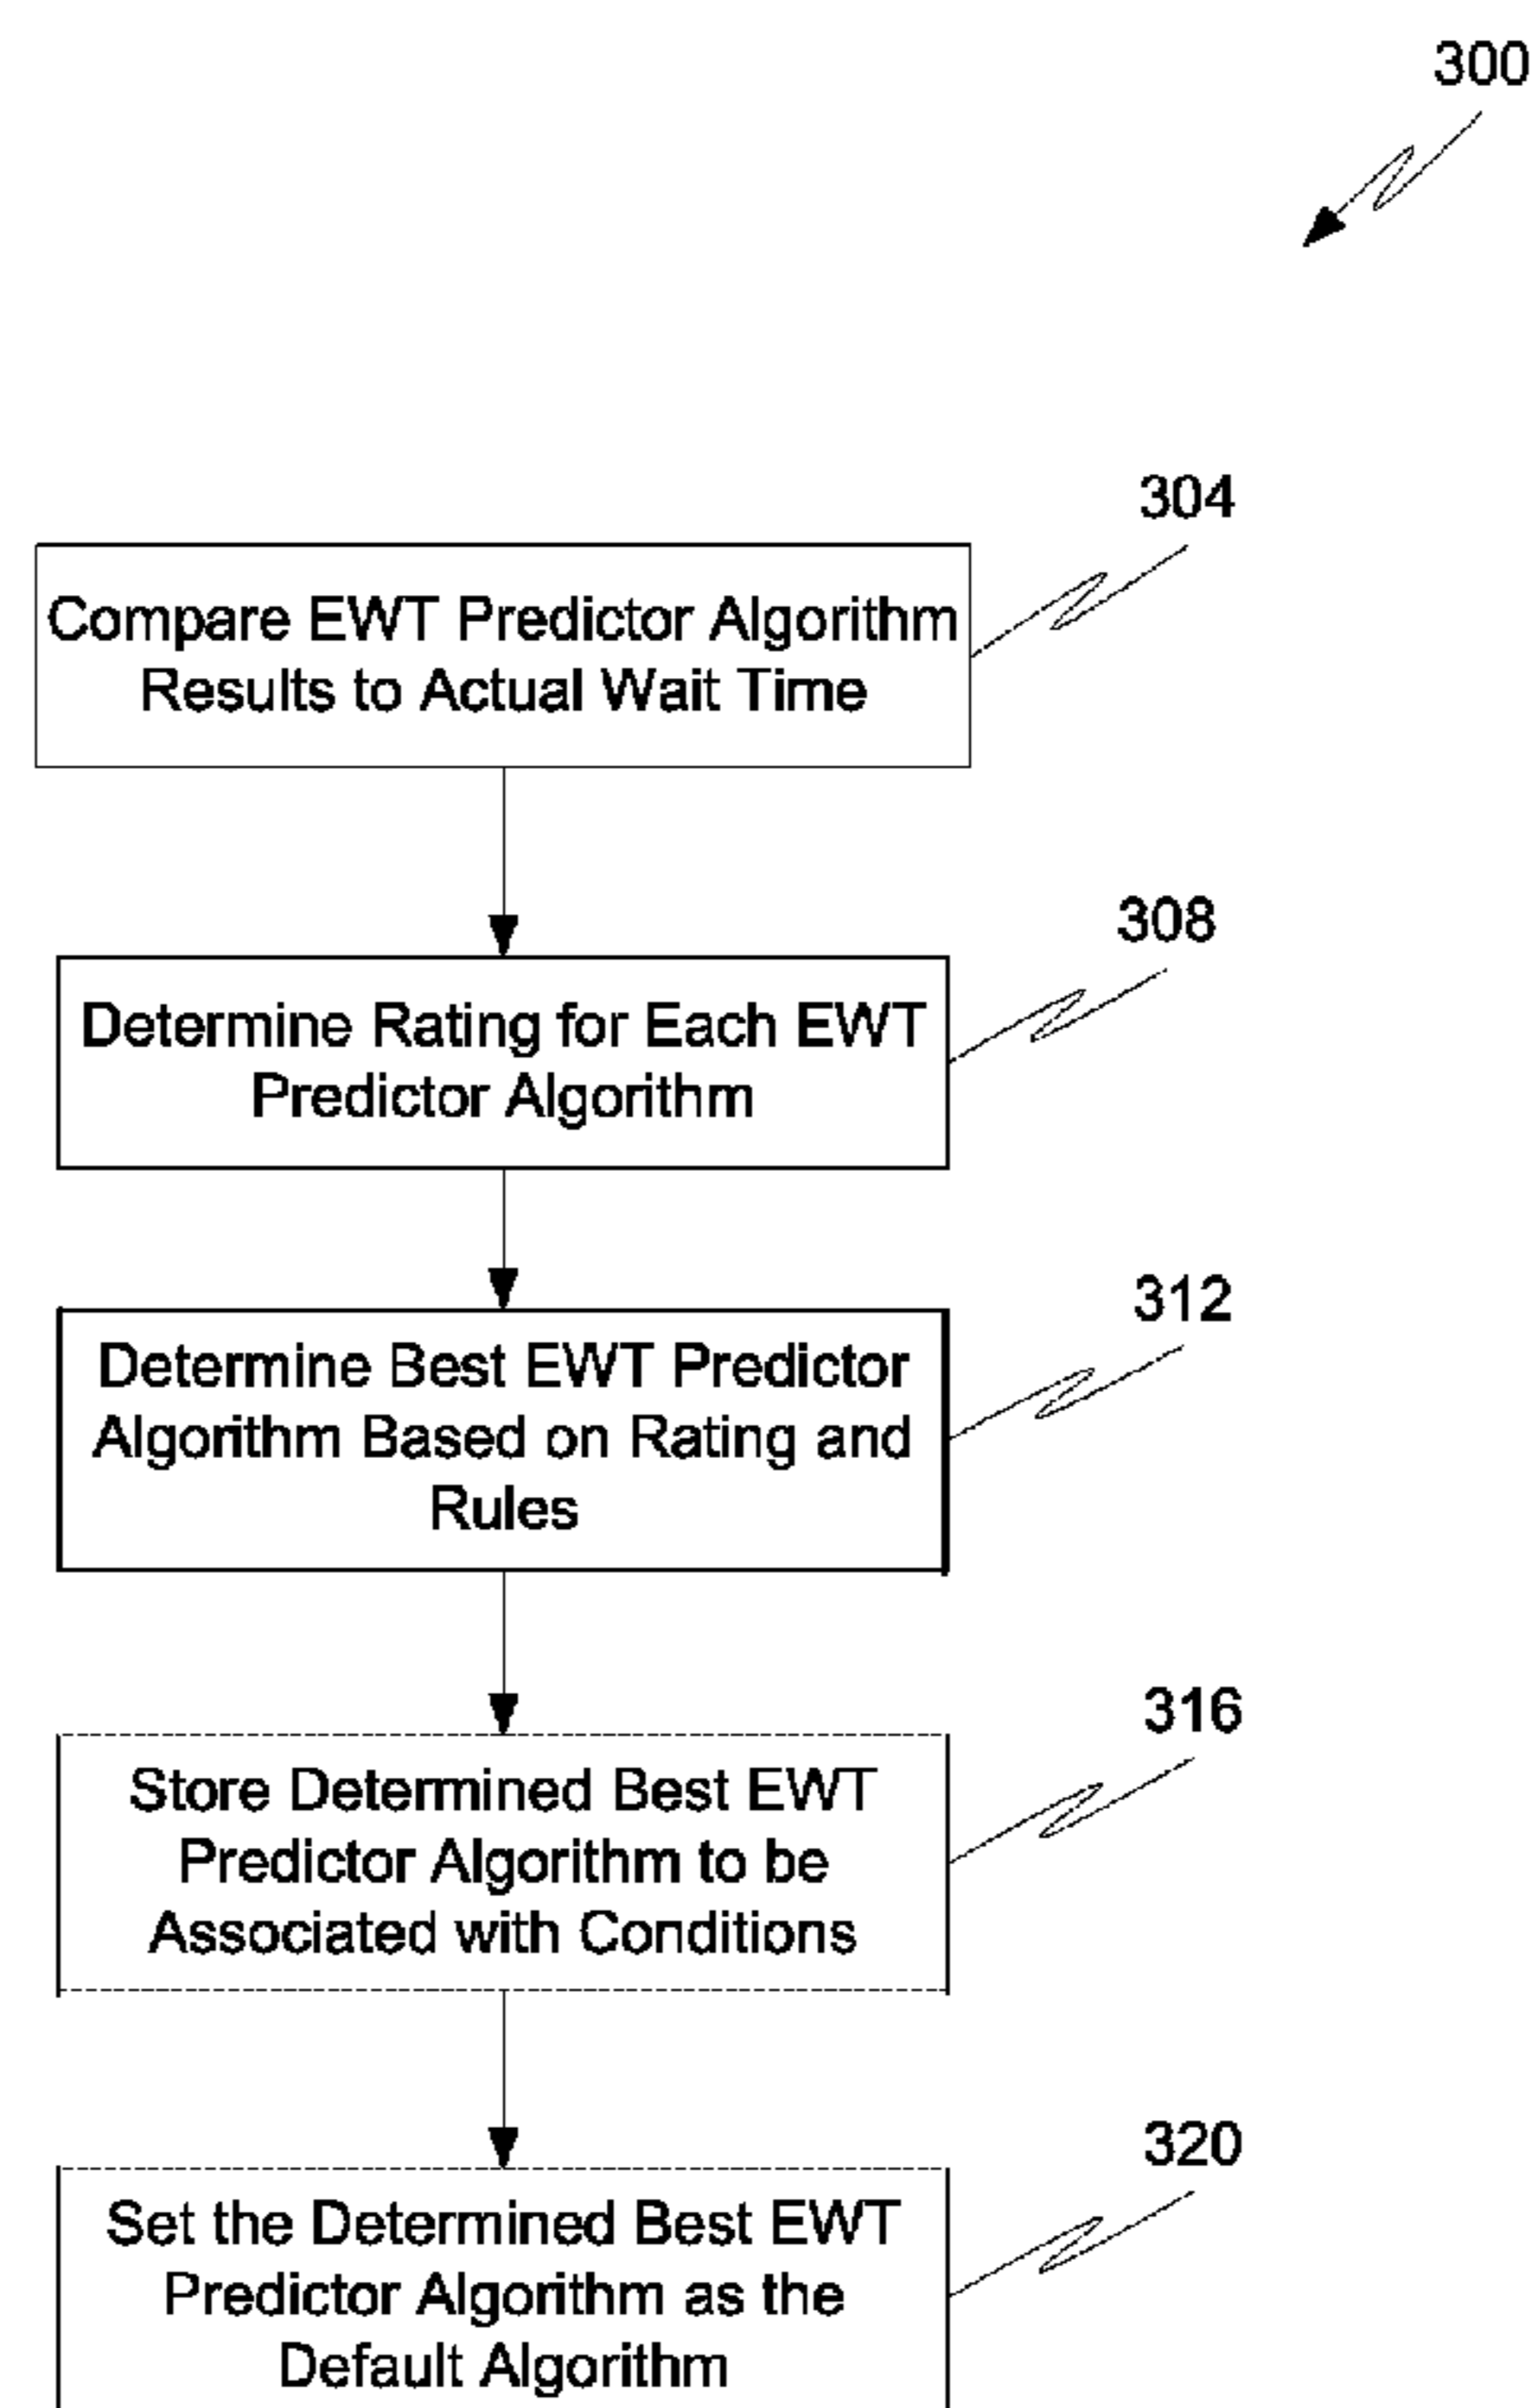 300
304
Compare EWT Predictor Algorithm
Results to Actual Wait Time
308
Determine Rating for Each EWT
Predictor Algorithm
312
Determine Best EWT Predictor
Algorithm Based on Rating and
Rules
316
Store Determined Best EWT
Predictor Algorithm to be
Associated with Conditions
320
Set the Determined Best EWT
Predictor Algorithm as the
Default Algorithm